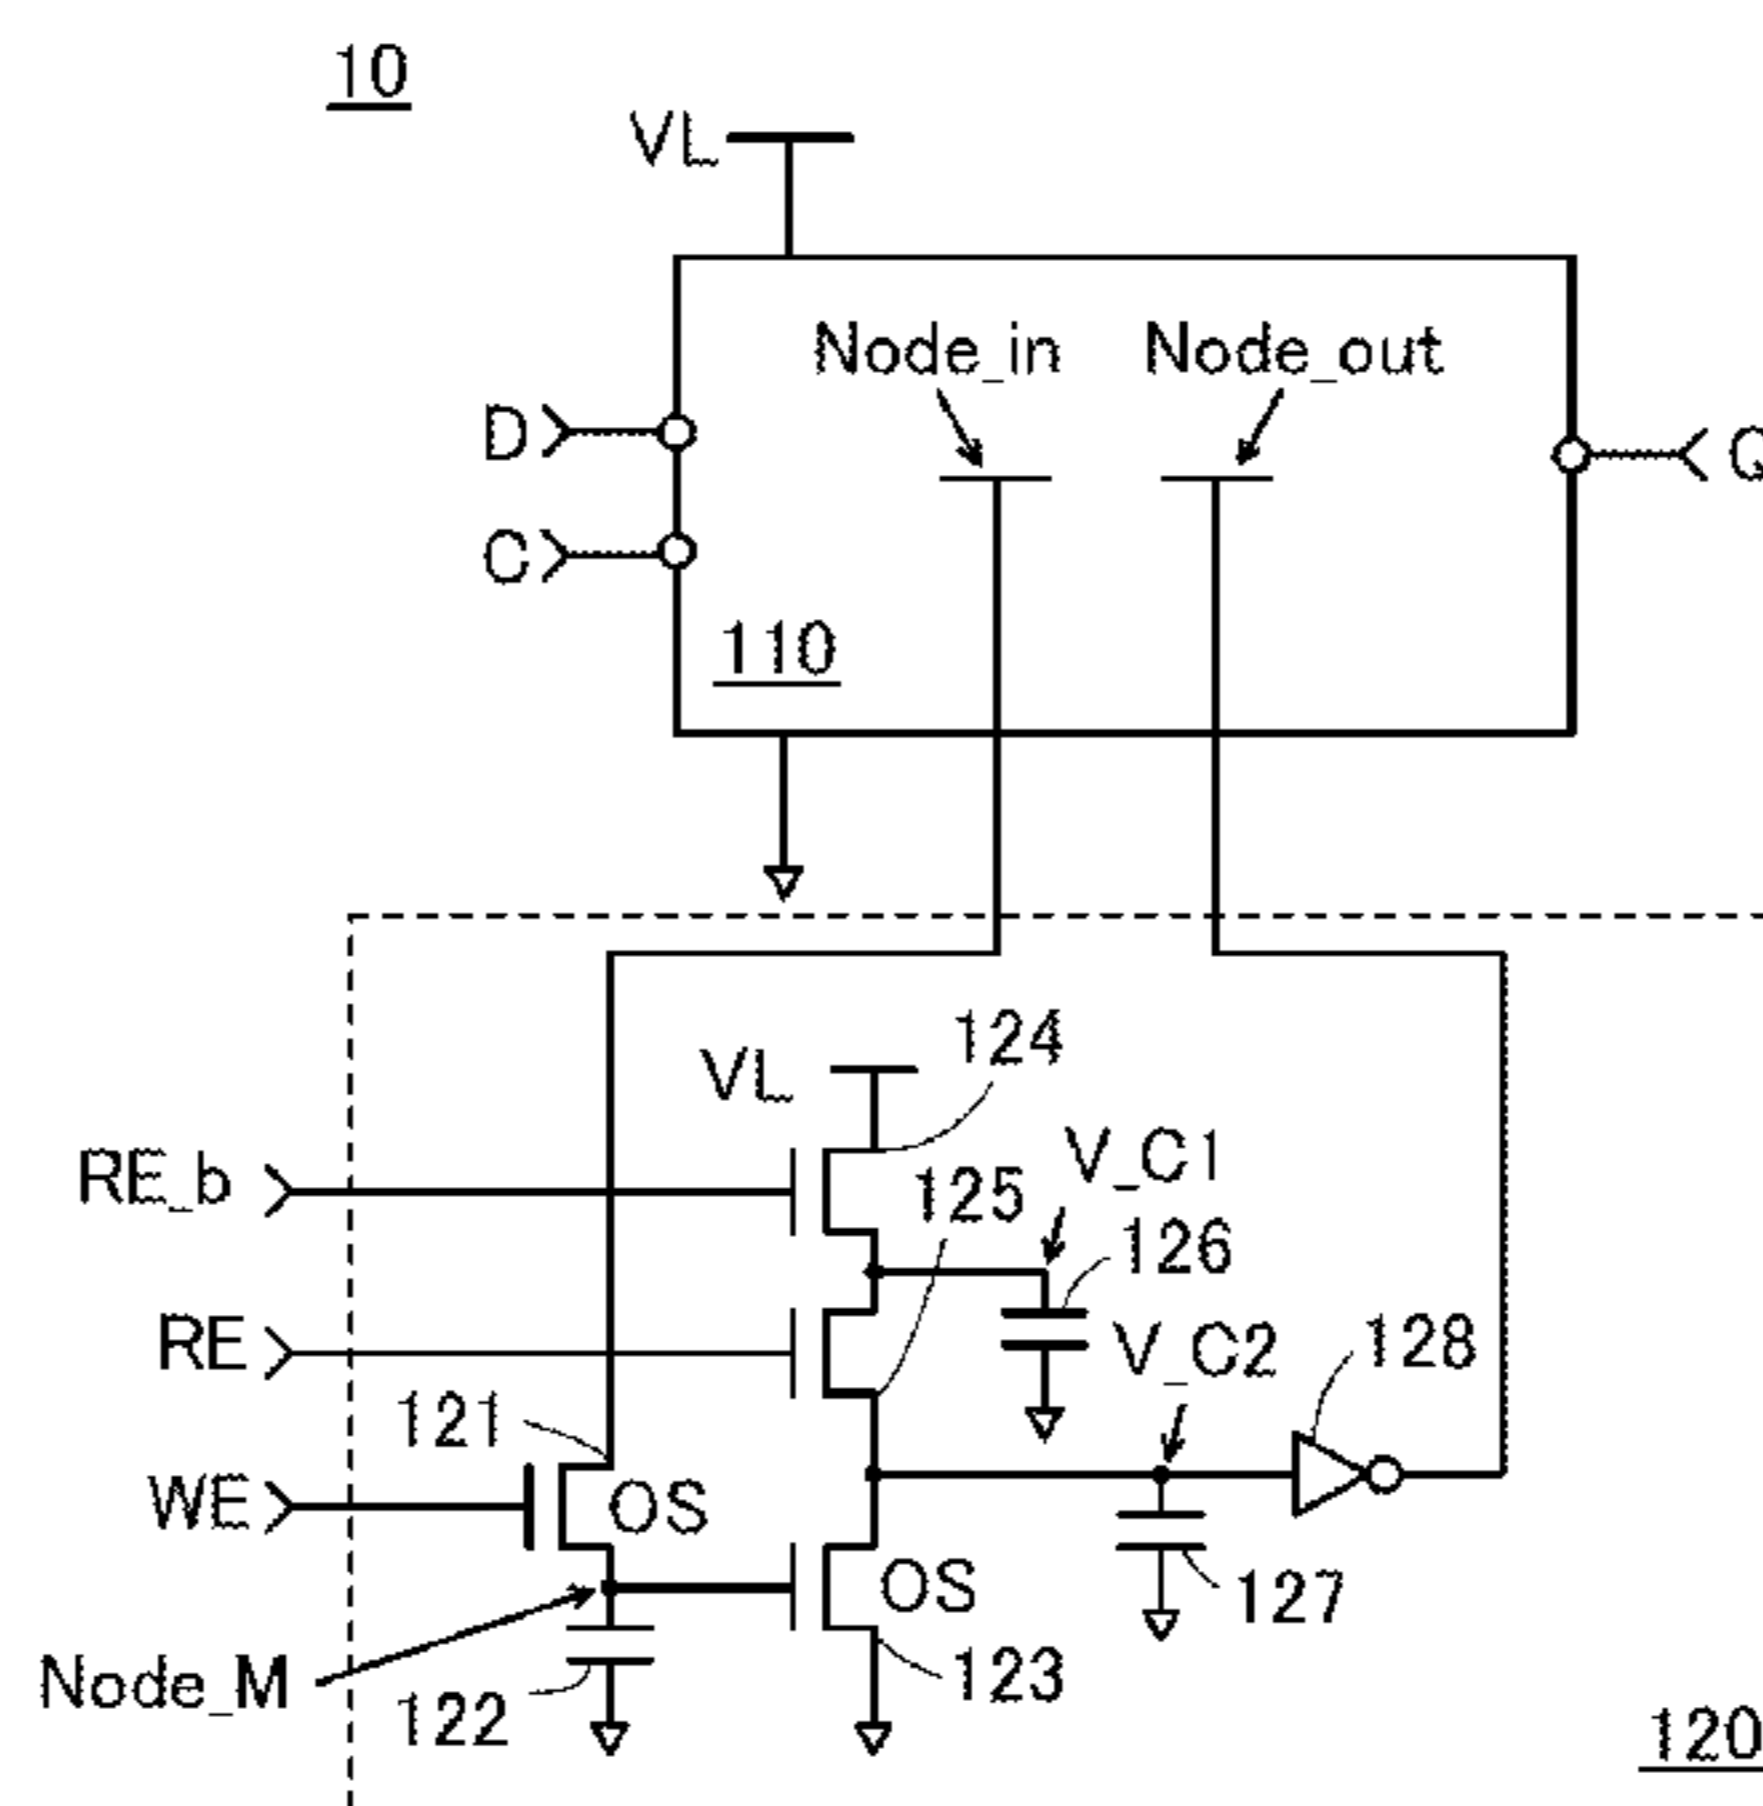 10
VL
Node_in Node_out
D
Q
C
110
124
VL
V_C1
RE_b
125
126
RE
V_C2
128
121
WE
OS
OS
127
Node_M
123
122
120